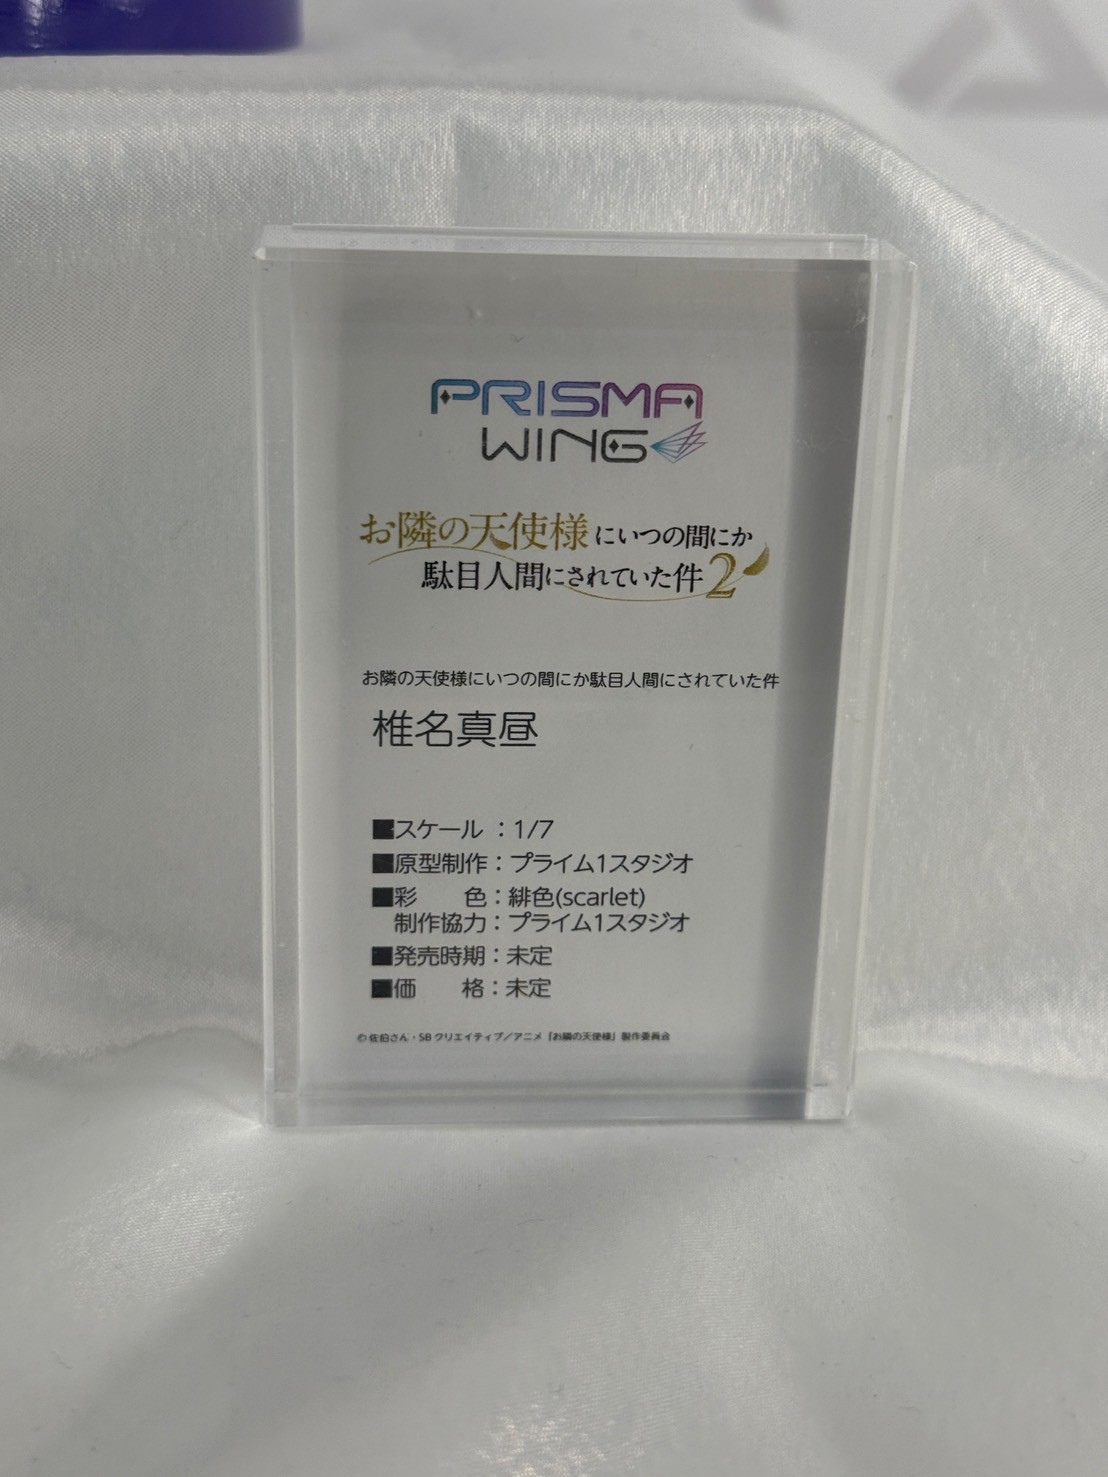 PRISMA
WING
お隣の天使様にいつの間にか
駄目人間にされていた件2
お隣の天使様にいつの間にか駄目人間にされていた件
椎名真昼
■スケール：1/7
■原型制作：プライム1スタジオ
■彩　　色：緋色(scarlet)
制作協力：プライム1スタジオ
■発売時期：未定
■価　　格：未定
© 佐伯さん・SBクリエイティブ／アニメ「お隣の天使様」製作委員会